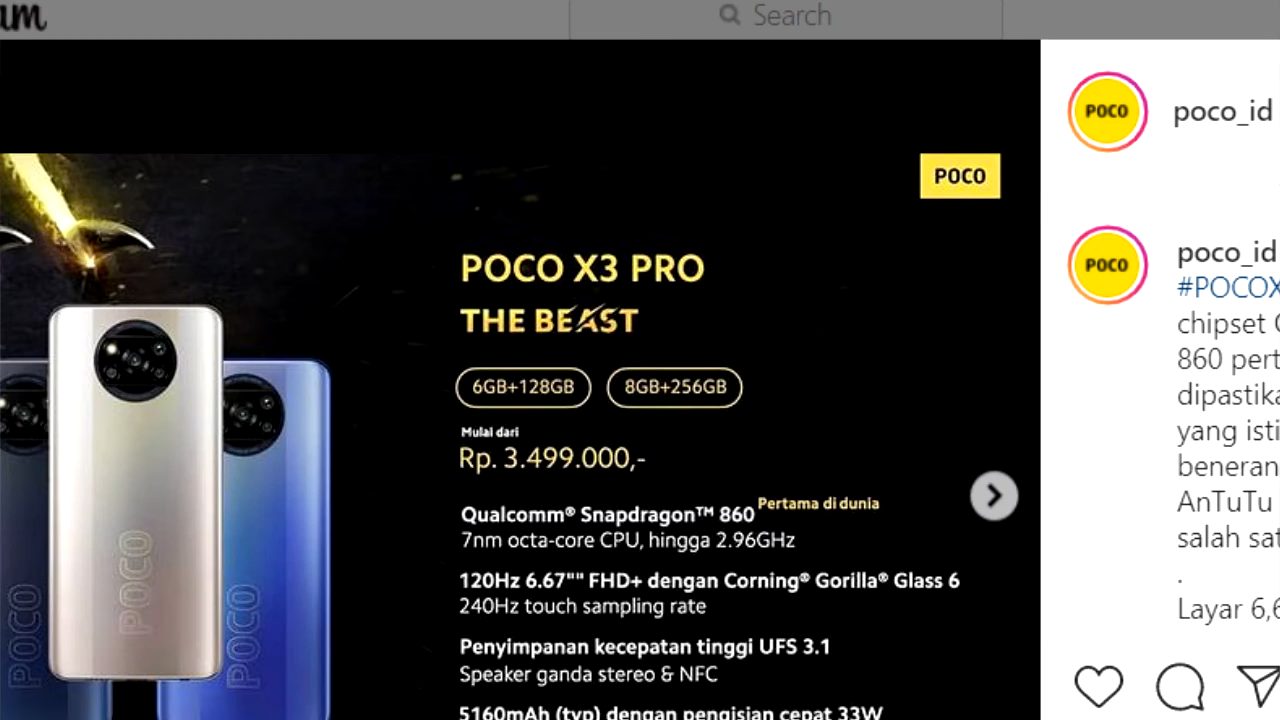 Search
POCO
POCO X3 PRO
THE BEAST
6GB+128GB
8GB+256GB
Mulai dari
Rp. 3.499.000,-
Qualcomm® Snapdragon™ 860 Pertama di dunia
7nm octa-core CPU, hingga 2.96GHz
120Hz 6.67"" FHD+ dengan Corning® Gorilla® Glass 6
240Hz touch sampling rate
Penyimpanan kecepatan tinggi UFS 3.1
Speaker ganda stereo & NFC
5160mAh (typ) dengan pengisian cepat 33W
POCO
POCO
POCO
POCO
poco_id
POCO
poco_id
#POCOX
chipset
860 pert
dipastika
yang isti
beneran
AnTuTu
salah sat
.
Layar 6,6